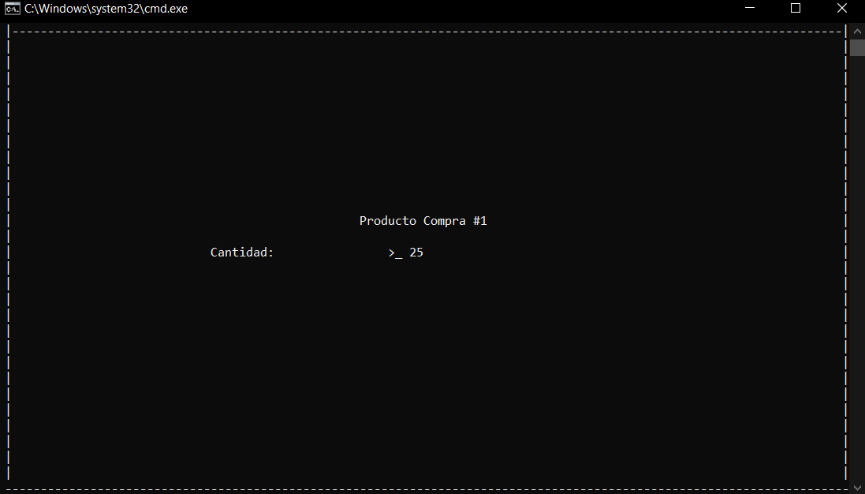 C:\Windows\system32\cmd.exe
Producto Compra #1
Cantidad: >_ 25